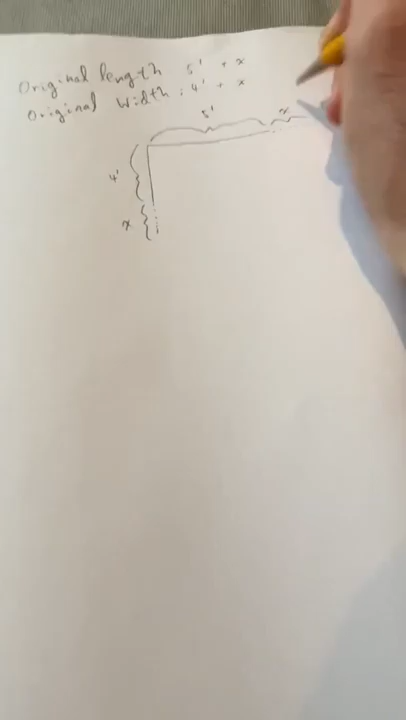 Original length 5' + x
Original Width : 4' + x
5' x
4'
x